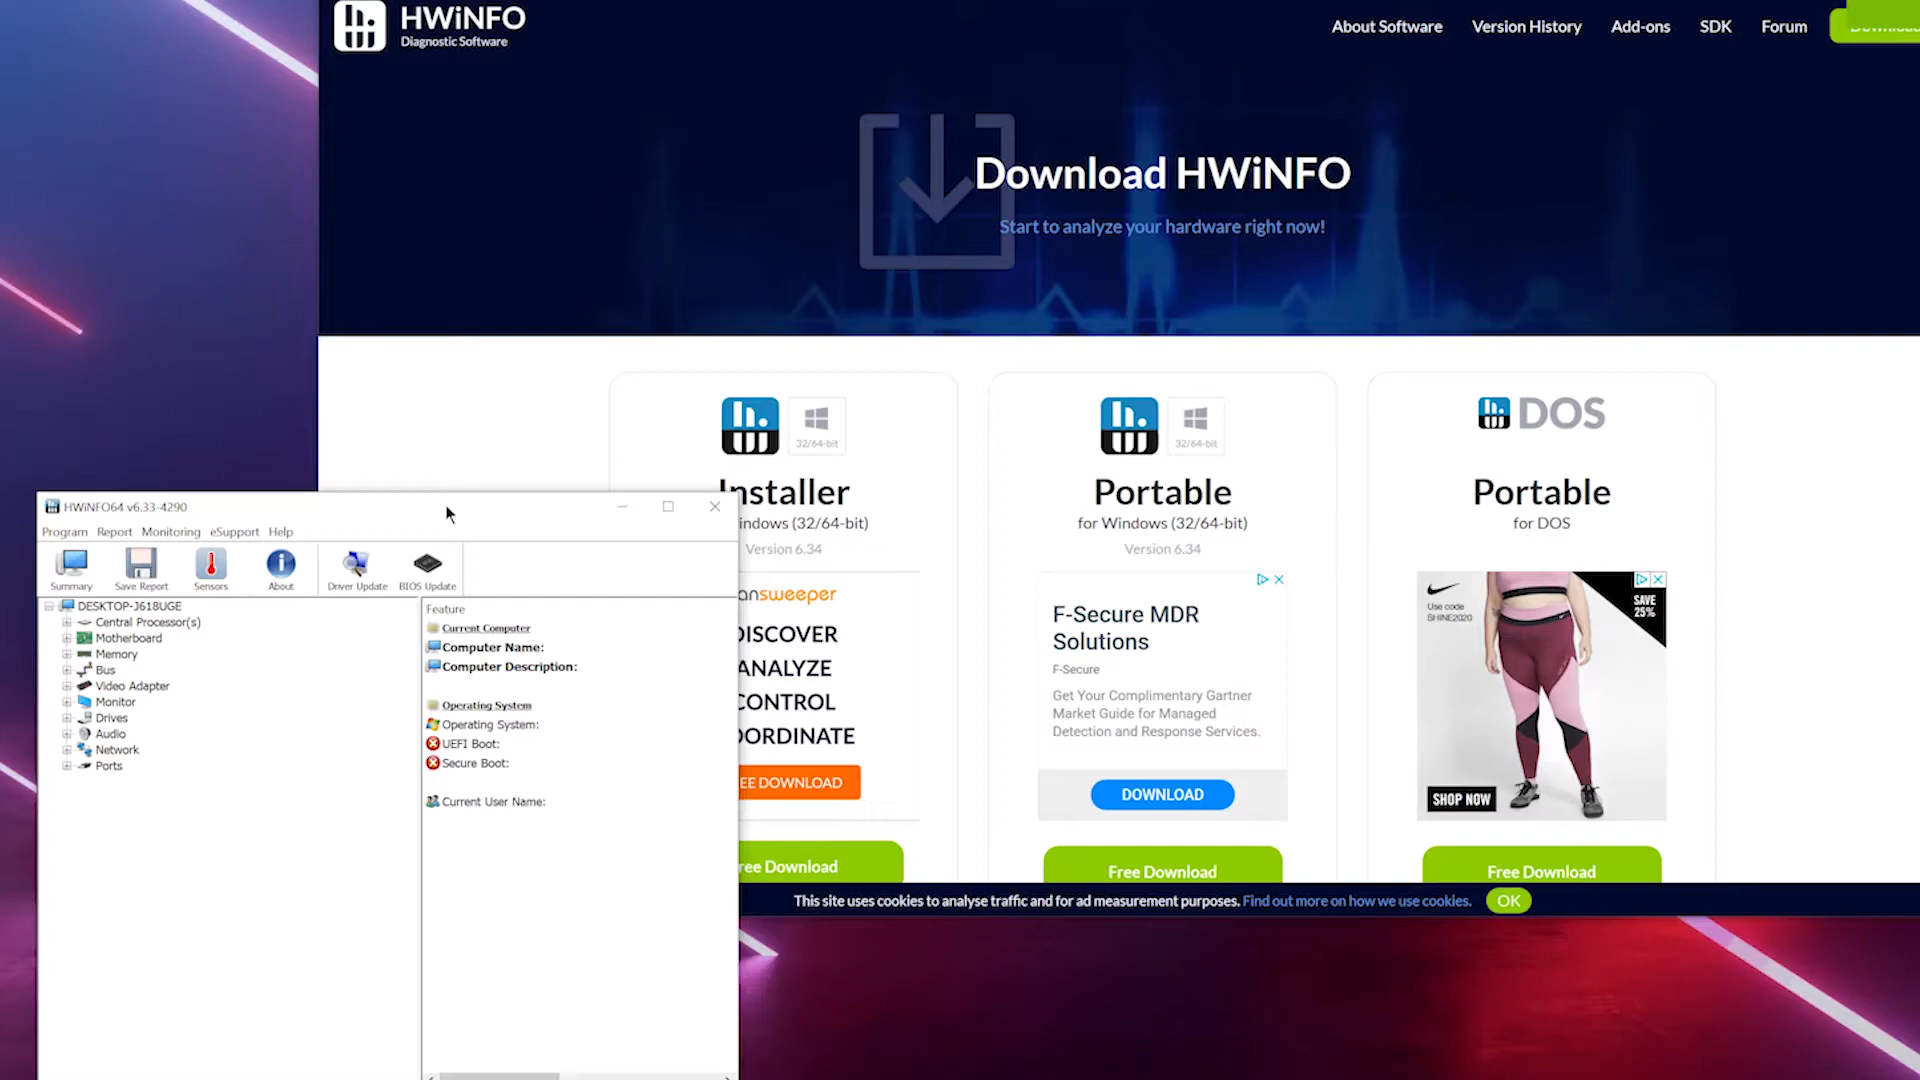 HWiNFO
Diagnostic Software
About Software
Version History
Add-ons
SDK
Forum
Download HWiNFO
Start to analyze your hardware right now!
32/64-bit
Installer
indows (32/64-bit)
Version 6.34
answeeper
DISCOVER
ANALYZE
CONTROL
OORDINATE
EE DOWNLOAD
ree Download
32/64-bit
Portable
for Windows (32/64-bit)
Version 6.34
F-Secure MDR
Solutions
F-Secure
Get Your Complimentary Gartner
Market Guide for Managed
Detection and Response Services.
DOWNLOAD
Free Download
DOS
Portable
for DOS
Use code
SHINE2020
SAVE
25%
SHOP NOW
Free Download
This site uses cookies to analyse traffic and for ad measurement purposes. Find out more on how we use cookies.
OK
HWiNFO64 v6.33-4290
Program Report Monitoring eSupport Help
Summary
Save Report
Sensors
About
Driver Update
BIOS Update
DESKTOP-J618UGE
Central Processor(s)
Motherboard
Memory
Bus
Video Adapter
Monitor
Drives
Audio
Network
Ports
Feature
Current Computer
Computer Name:
Computer Description:
Operating System
Operating System:
UEFI Boot:
Secure Boot:
Current User Name: